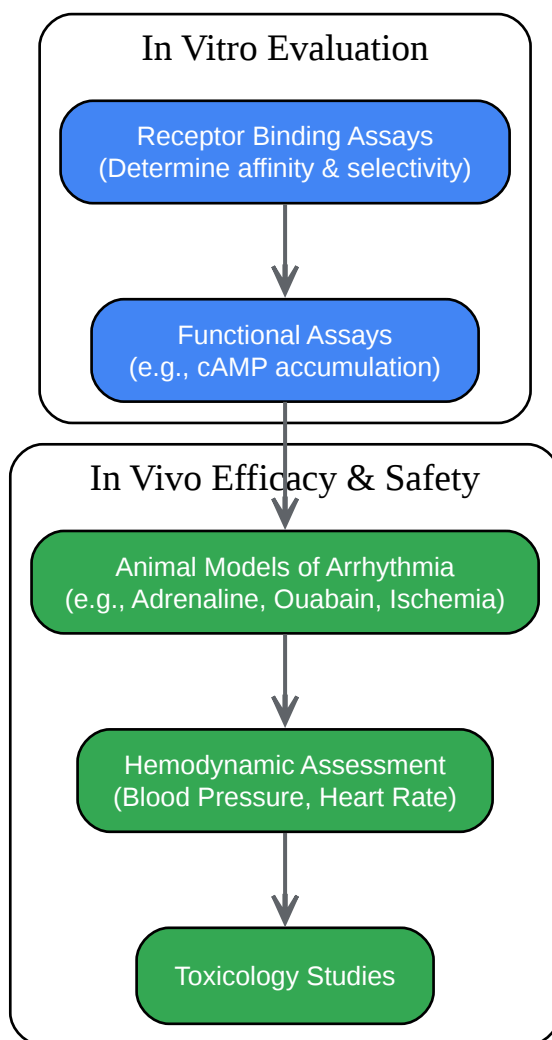 In Vitro Evaluation
Receptor Binding Assays
(Determine affinity & selectivity)
Functional Assays
(e.g., cAMP accumulation)
In Vivo Efficacy & Safety
Animal Models of Arrhythmia
(e.g., Adrenaline, Ouabain, Ischemia)
Hemodynamic Assessment
(Blood Pressure, Heart Rate)
Toxicology Studies